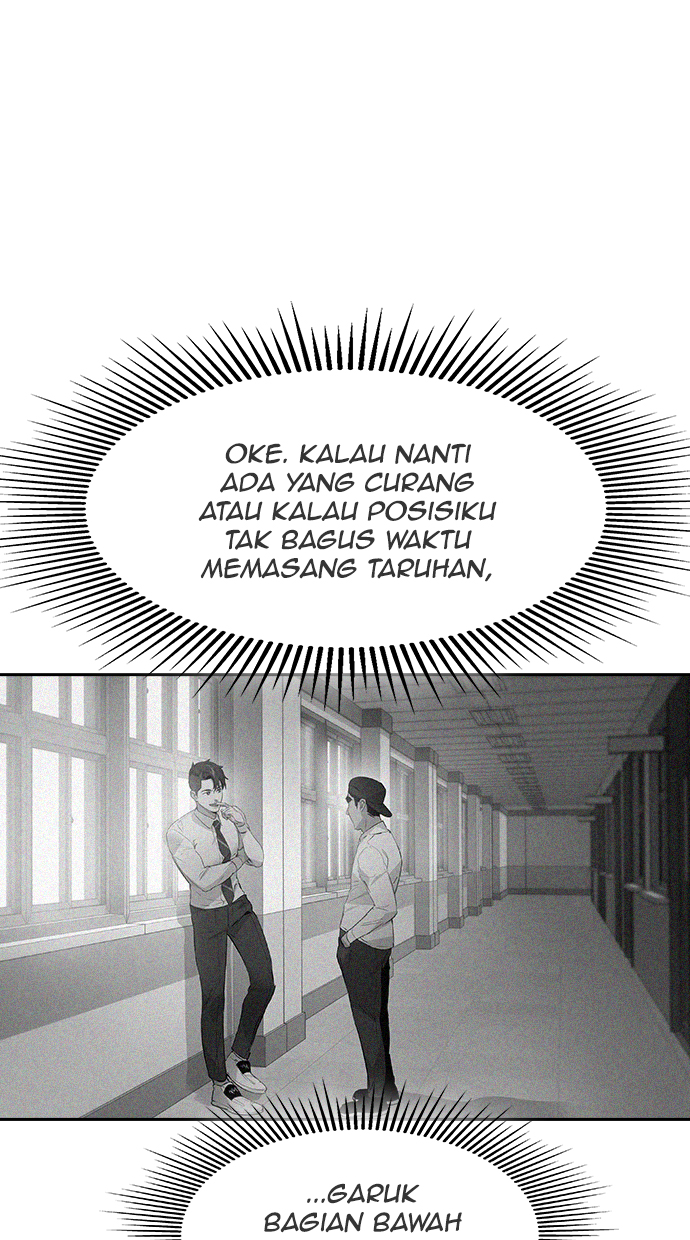 OKE. KALAU NANTI
ADA YANG CURANG
ATAU KALAU POSISIKU
TAK BAGUS WAKTU
MEMASANG TARUHAN,
...GARUK
BAGIAN BAWAH